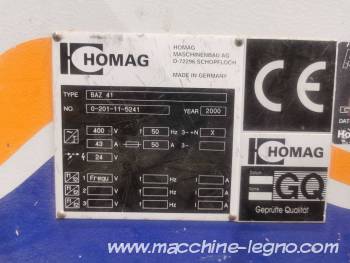 HOMAG
HOMAG
MASCHINENBAU AG
D-72296 SCHOPFLOCH
MADE IN GERMANY
TYPE BAZ 41
NO. 0-201-11-5241 YEAR 2000
400 V 50 Hz 3~+N X
43 A 50 A 3~
24 V
1 Frequ V Hz A
2 V Hz A
3 V Hz A
CE
HOMAG
GQ
Geprüfte Qualität
DAT
www.macchine-legno.com